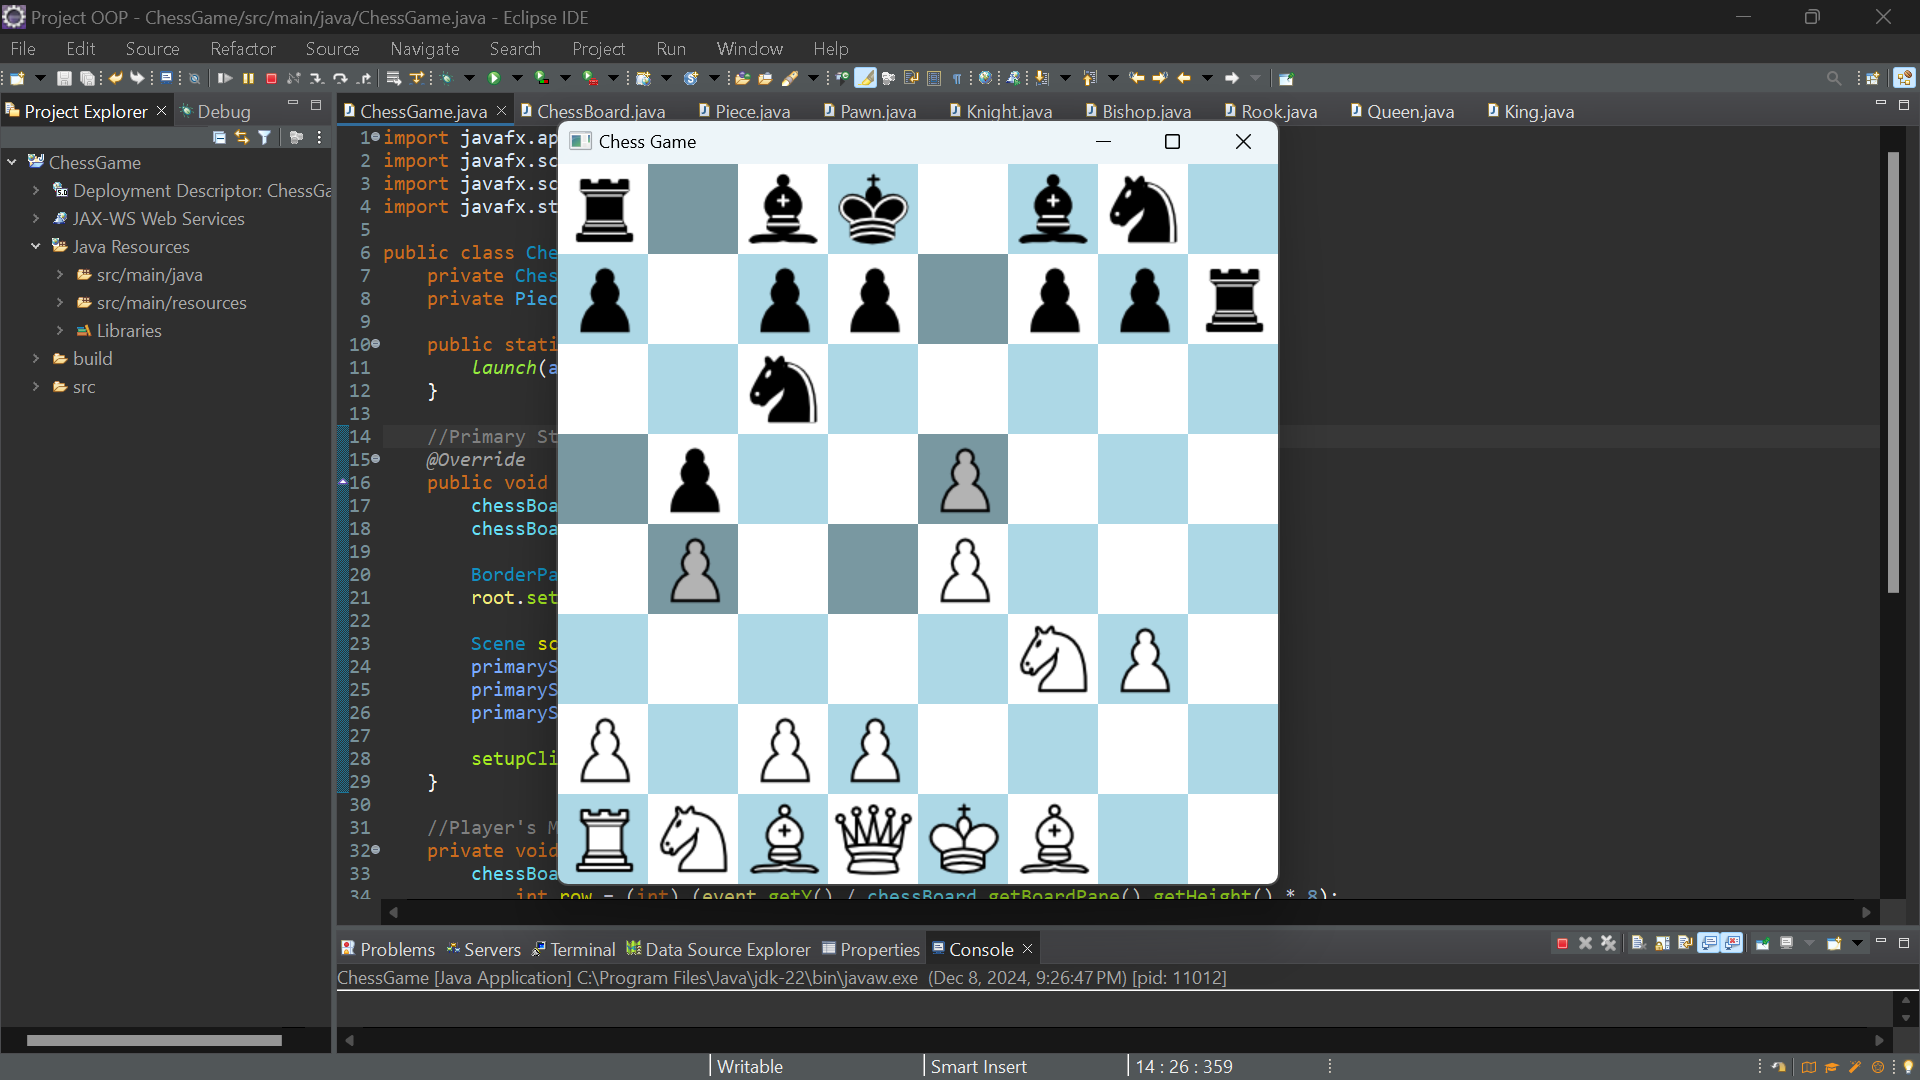 Project OOP - ChessGame/src/main/java/ChessGame.java - Eclipse IDE
File Edit Source Refactor Source Navigate Search Project Run Window Help
Project Explorer Debug
ChessGame.java ChessBoard.java Piece.java Pawn.java Knight.java Bishop.java Rook.java Queen.java King.java
ChessGame
Deployment Descriptor: ChessGa
JAX-WS Web Services
Java Resources
src/main/java
src/main/resources
Libraries
build
src
Chess Game
1 import javafx.ap
2 import javafx.sc
3 import javafx.sc
4 import javafx.st
5
6 public class Che
7 private Ches
8 private Piec
9
10 public stati
11 launch(a
12 }
13
14 //Primary St
15 @Override
16 public void
17 chessBoa
18 chessBoa
19
20 BorderPa
21 root.set
22
23 Scene sc
24 primaryS
25 primaryS
26 primaryS
27
28 setupCli
29 }
30
31 //Player's M
32 private void
33 chessBoa
34 int row = (int) (event.getY() / chessBoard.getBoardPane().getHeight() * 8);
Problems Servers Terminal Data Source Explorer Properties Console
ChessGame [Java Application] C:\Program Files\Java\jdk-22\bin\javaw.exe (Dec 8, 2024, 9:26:47 PM) [pid: 11012]
Writable Smart Insert 14 : 26 : 359